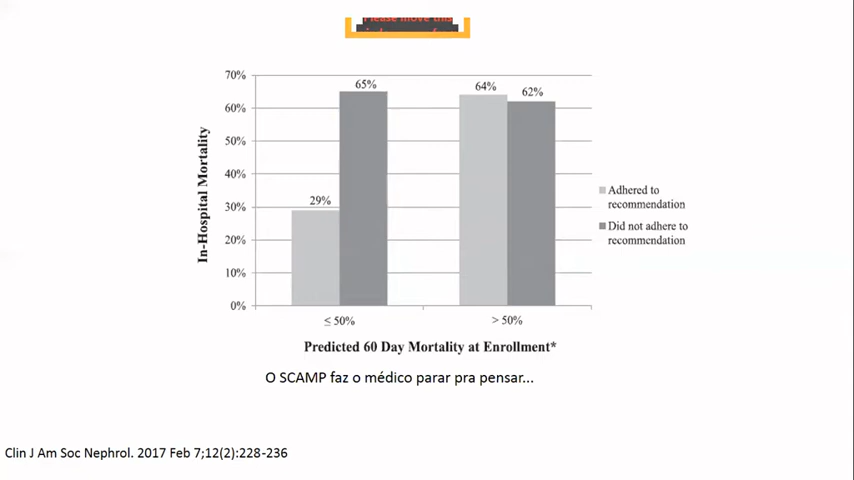 Please move this
70%
60%
50%
40%
30%
20%
10%
0%
In-Hospital Mortality
29%
65%
64%
62%
≤ 50%
> 50%
Predicted 60 Day Mortality at Enrollment*
Adhered to
recommendation
Did not adhere to
recommendation
O SCAMP faz o médico parar pra pensar...
Clin J Am Soc Nephrol. 2017 Feb 7;12(2):228-236